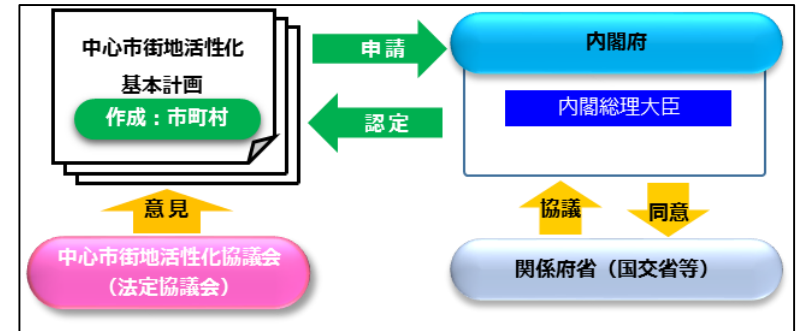 中心市街地活性化
基本計画
作成：市町村
申請
認定
内閣府
内閣総理大臣
意見
協議
同意
中心市街地活性化協議会
（法定協議会）
関係府省（国交省等）